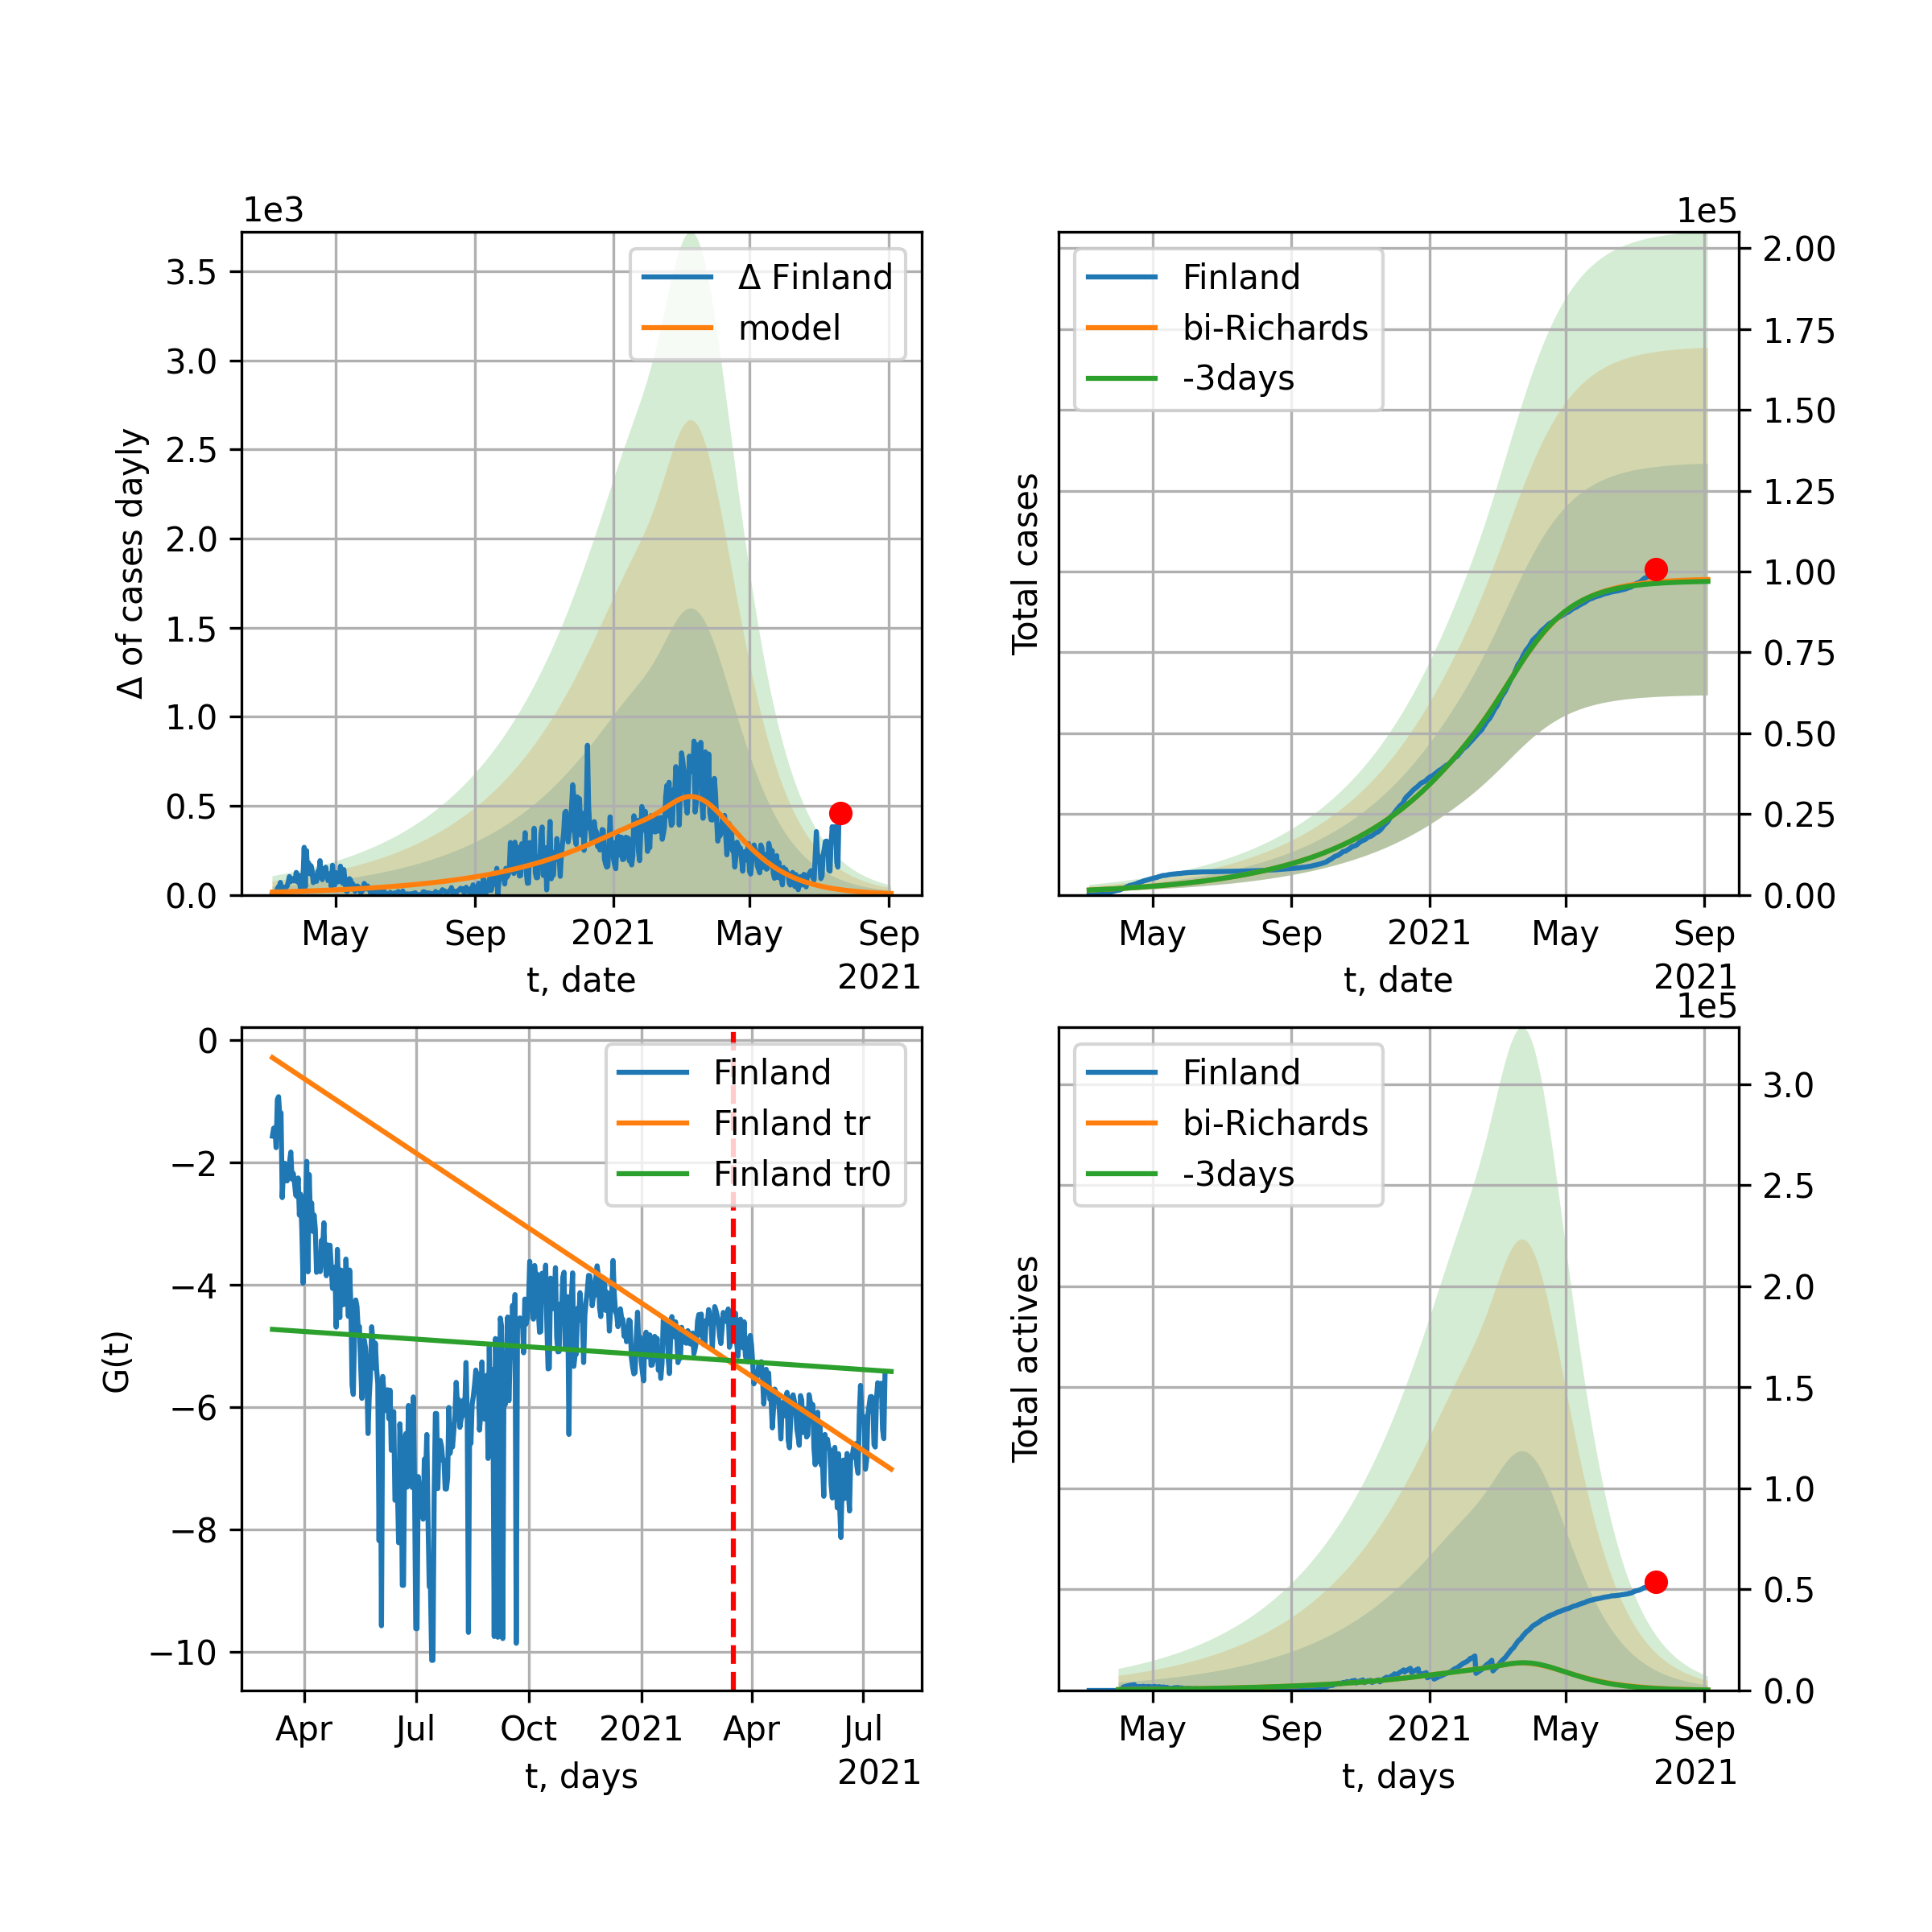 1e3
3.5
3.0
2.5
2.0
1.5
1.0
0.5
0.0
Δ of cases dayly
Δ Finland
model
May
Sep
2021
May
Sep
2021
t, date
1e5
2.00
1.75
1.50
1.25
1.00
0.75
0.50
0.25
0.00
Total cases
Finland
bi-Richards
-3days
May
Sep
2021
May
Sep
2021
t, date
0
−2
−4
−6
−8
−10
G(t)
Finland
Finland tr
Finland tr0
Apr
Jul
Oct
2021
Apr
Jul
2021
t, days
1e5
3.0
2.5
2.0
1.5
1.0
0.5
0.0
Total actives
Finland
bi-Richards
-3days
May
Sep
2021
May
Sep
2021
t, days